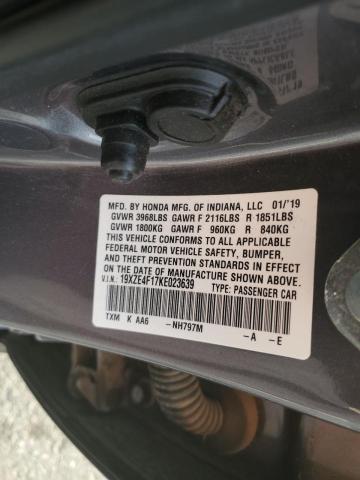 MFD. BY HONDA MFG. OF INDIANA, LLC 01/'19
GVWR 3968LBS GAWR F 2116LBS R 1851LBS
GVWR 1800KG GAWR F 960KG R 840KG
THIS VEHICLE CONFORMS TO ALL APPLICABLE
FEDERAL MOTOR VEHICLE SAFETY, BUMPER,
AND THEFT PREVENTION STANDARDS IN EFFECT
ON THE DATE OF MANUFACTURE SHOWN ABOVE.
V.I.N.: 19XZE4F17KE023639 TYPE: PASSENGER CAR
TXM K AA6 -NH797M -A -E